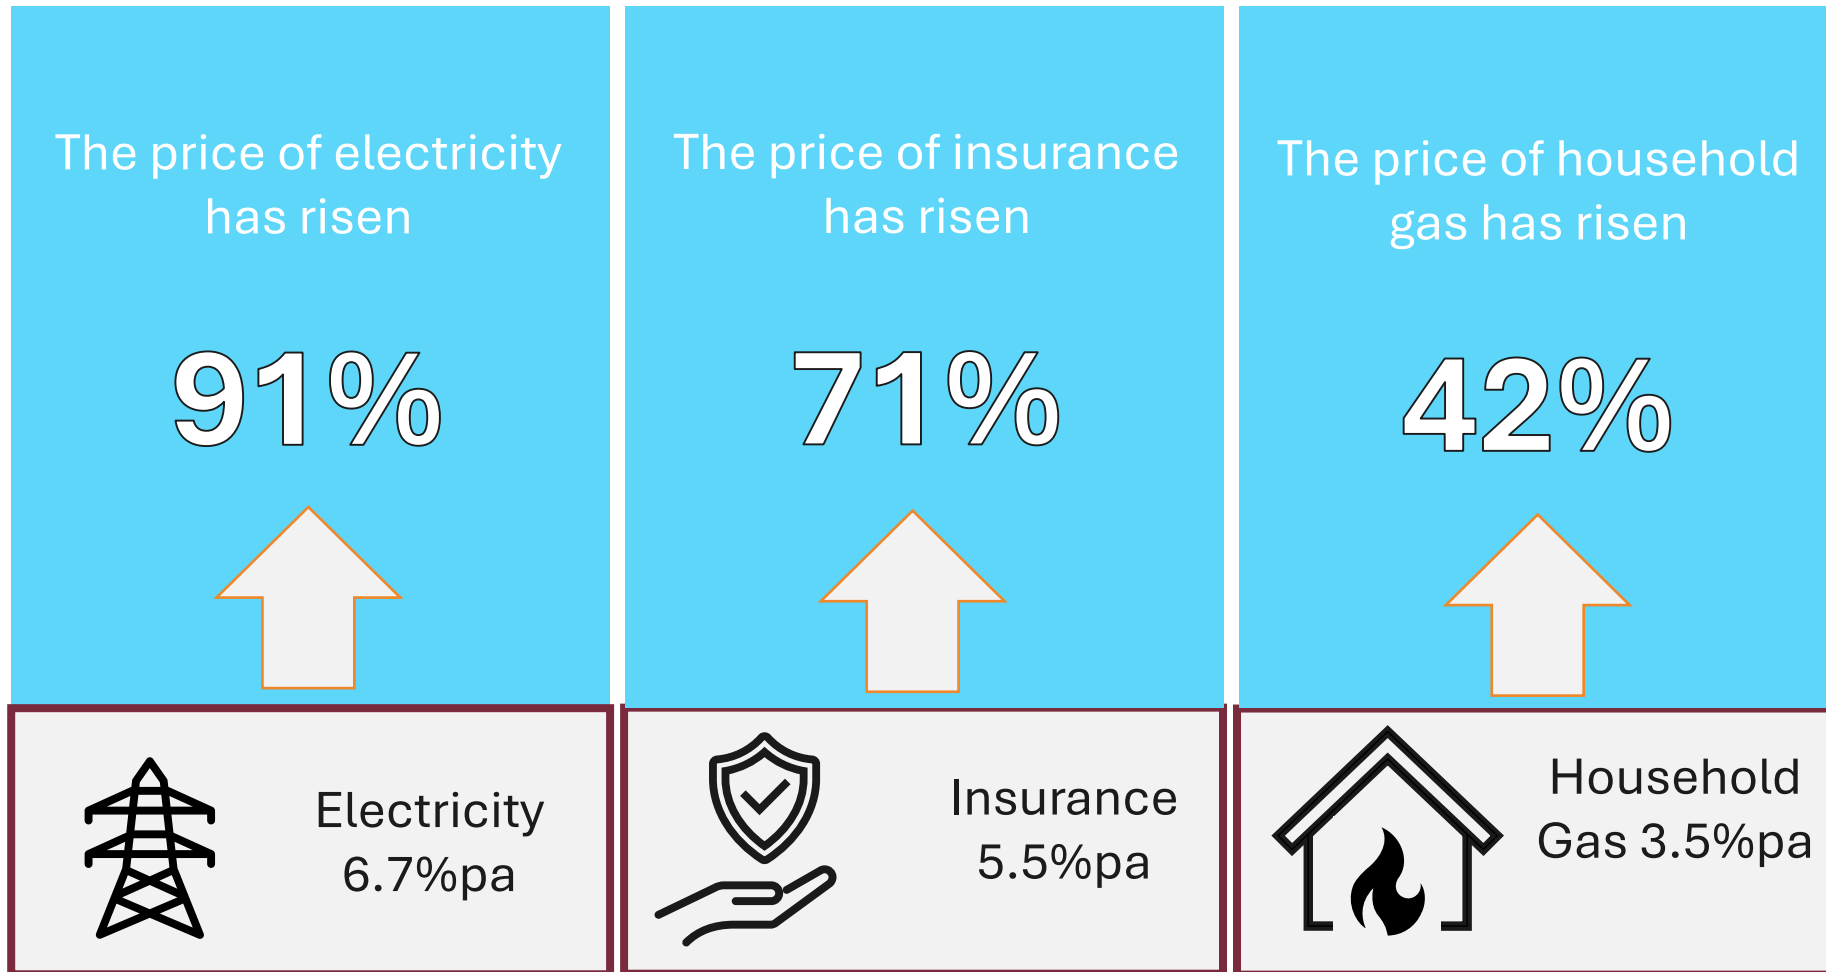 The price of electricity
has risen
91%
Electricity
6.7%pa
The price of insurance
has risen
71%
Insurance
5.5%pa
The price of household
gas has risen
42%
Household
Gas 3.5%pa